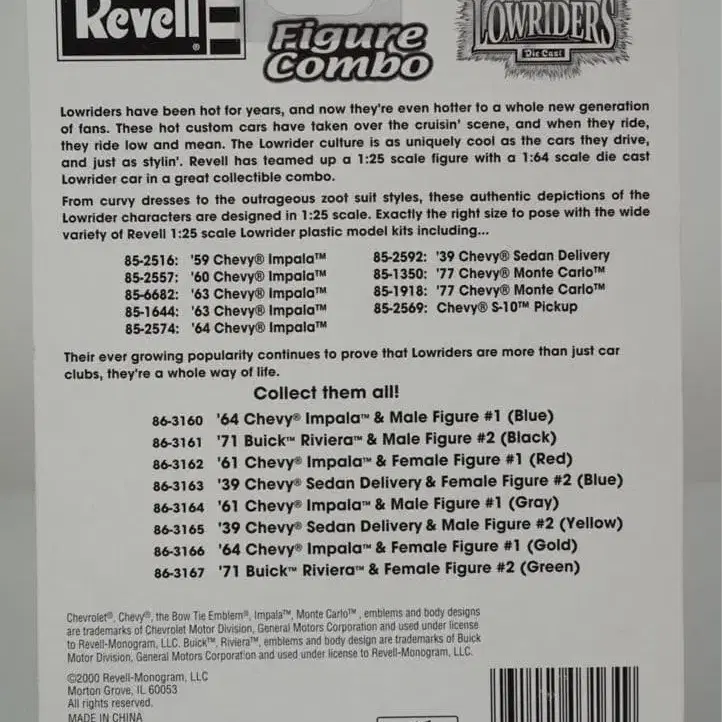 Revell®
Figure
Combo
LOWRIDERS
Die Cast
Lowriders have been hot for years, and now they're even hotter to a whole new generation
of fans. These hot custom cars have taken over the cruisin' scene, and when they ride,
they ride low and mean. The Lowrider culture is as uniquely cool as the cars they drive,
and just as stylin'. Revell has teamed up a 1:25 scale figure with a 1:64 scale die cast
Lowrider car in a great collectible combo.
From curvy dresses to the outrageous zoot suit styles, these authentic depictions of the
Lowrider characters are designed in 1:25 scale. Exactly the right size to pose with the wide
variety of Revell 1:25 scale Lowrider plastic model kits including...
85-2516: '59 Chevy® Impala™
85-2557: '60 Chevy® Impala™
85-6682: '63 Chevy® Impala™
85-1644: '63 Chevy® Impala™
85-2574: '64 Chevy® Impala™
85-2592: '39 Chevy® Sedan Delivery
85-1350: '77 Chevy® Monte Carlo™
85-1918: '77 Chevy® Monte Carlo™
85-2569: Chevy® S-10™ Pickup
Their ever growing popularity continues to prove that Lowriders are more than just car
clubs, they're a whole way of life.
Collect them all!
86-3160 '64 Chevy® Impala™ & Male Figure #1 (Blue)
86-3161 '71 Buick™ Riviera™ & Male Figure #2 (Black)
86-3162 '61 Chevy® Impala™ & Female Figure #1 (Red)
86-3163 '39 Chevy® Sedan Delivery & Female Figure #2 (Blue)
86-3164 '61 Chevy® Impala™ & Male Figure #1 (Gray)
86-3165 '39 Chevy® Sedan Delivery & Male Figure #2 (Yellow)
86-3166 '64 Chevy® Impala™ & Female Figure #1 (Gold)
86-3167 '71 Buick™ Riviera™ & Female Figure #2 (Green)
Chevrolet®, Chevy®, the Bow Tie Emblem®, Impala™, Monte Carlo™, emblems and body designs
are trademarks of Chevrolet Motor Division, General Motors Corporation and used under license
to Revell-Monogram, LLC. Buick™, Riviera™, emblems and body design are trademarks of Buick
Motor Division, General Motors Corporation and used under license to Revell-Monogram, LLC.
©2000 Revell-Monogram, LLC
Morton Grove, IL 60053
All rights reserved.
MADE IN CHINA